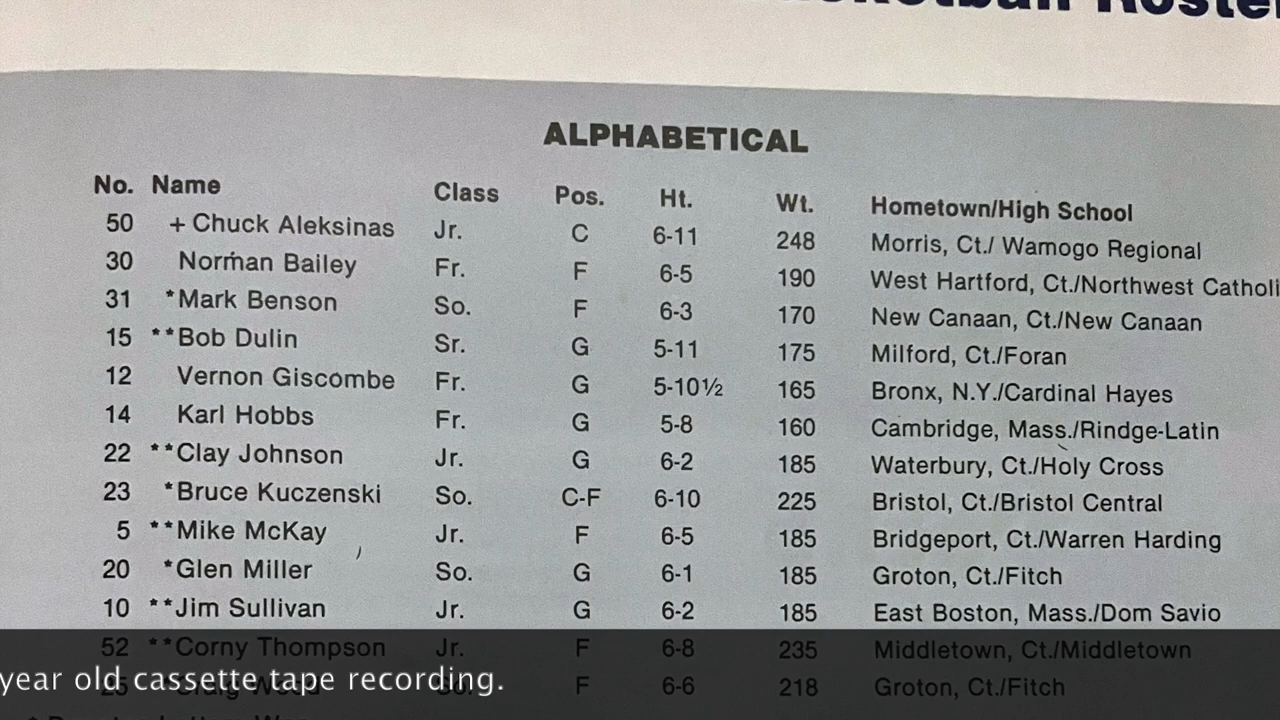 Roster
ALPHABETICAL
No. Name Class Pos. Ht. Wt. Hometown/High School
50 + Chuck Aleksinas Jr. C 6-11 248 Morris, Ct./ Wamogo Regional
30 Norman Bailey Fr. F 6-5 190 West Hartford, Ct./Northwest Catholi
31 *Mark Benson So. F 6-3 170 New Canaan, Ct./New Canaan
15 **Bob Dulin Sr. G 5-11 175 Milford, Ct./Foran
12 Vernon Giscombe Fr. G 5-10½ 165 Bronx, N.Y./Cardinal Hayes
14 Karl Hobbs Fr. G 5-8 160 Cambridge, Mass./Rindge-Latin
22 **Clay Johnson Jr. G 6-2 185 Waterbury, Ct./Holy Cross
23 *Bruce Kuczenski So. C-F 6-10 225 Bristol, Ct./Bristol Central
5 **Mike McKay Jr. F 6-5 185 Bridgeport, Ct./Warren Harding
20 *Glen Miller So. G 6-1 185 Groton, Ct./Fitch
10 **Jim Sullivan Jr. G 6-2 185 East Boston, Mass./Dom Savio
52 **Corny Thompson Jr. F 6-8 235 Middletown, Ct./Middletown
F 6-6 218 Groton, Ct./Fitch
year old cassette tape recording.